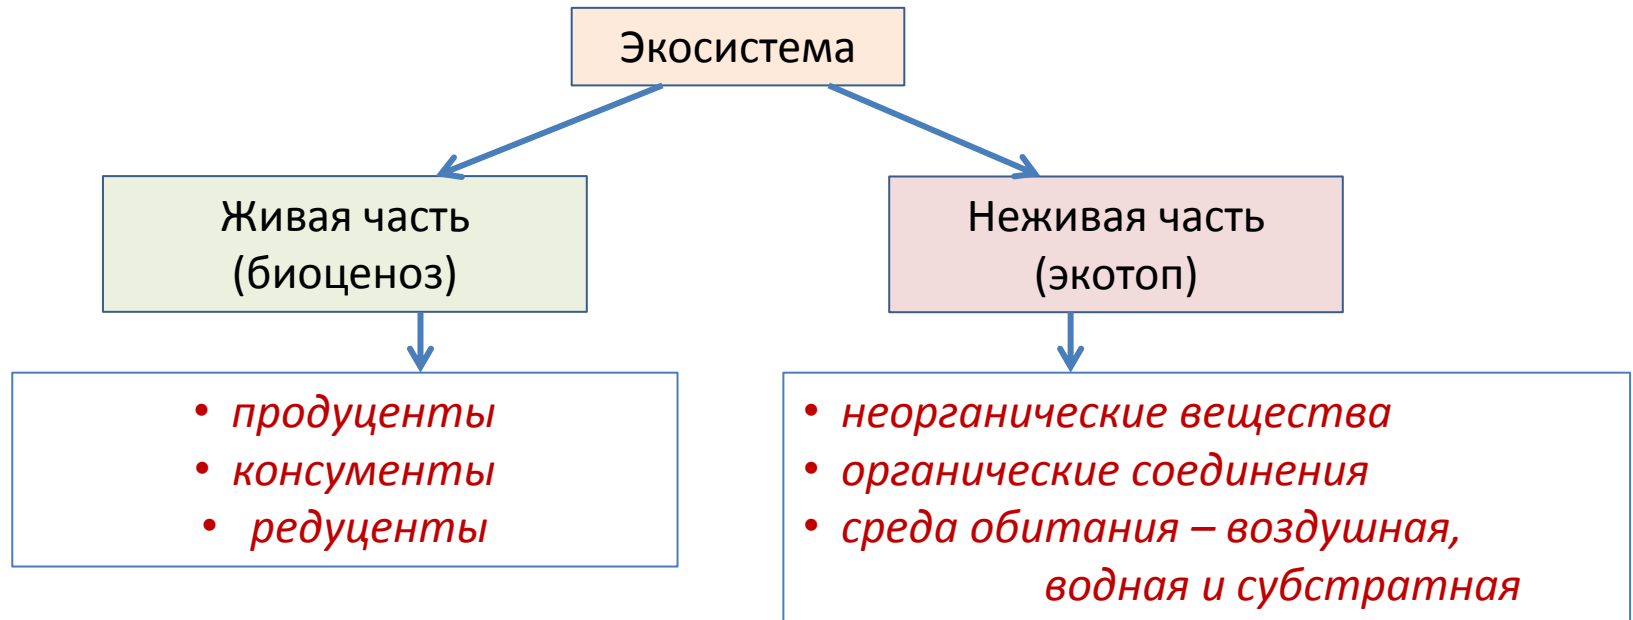 Экосистема
Живая часть
(биоценоз)
Неживая часть
(экотоп)
• продуценты
• консументы
• редуценты
• неорганические вещества
• органические соединения
• среда обитания – воздушная,
водная и субстратная